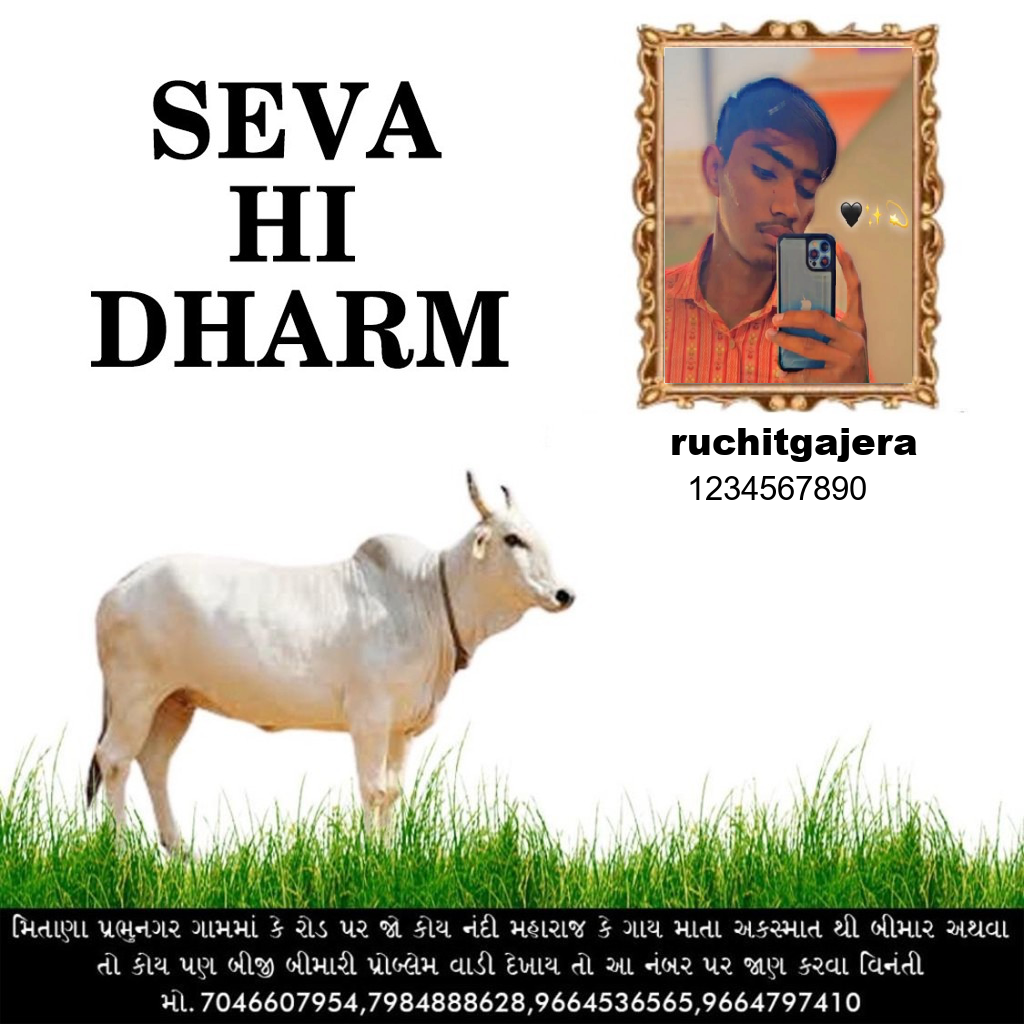 SEVA
HI
DHARM
ruchitgajera
1234567890
મિતાણા પ્રભુનગર ગામમાં કે રોડ પર જો કોય નંદી મહારાજ કે ગાય માતા અકસ્માત થી બીમાર અથવા
તો કોય પણ બીજી બીમારી પ્રોબ્લેમ વાડી દેખાય તો આ નંબર પર જાણ કરવા વિનંતી
મો. 7046607954,7984888628,9664536565,9664797410